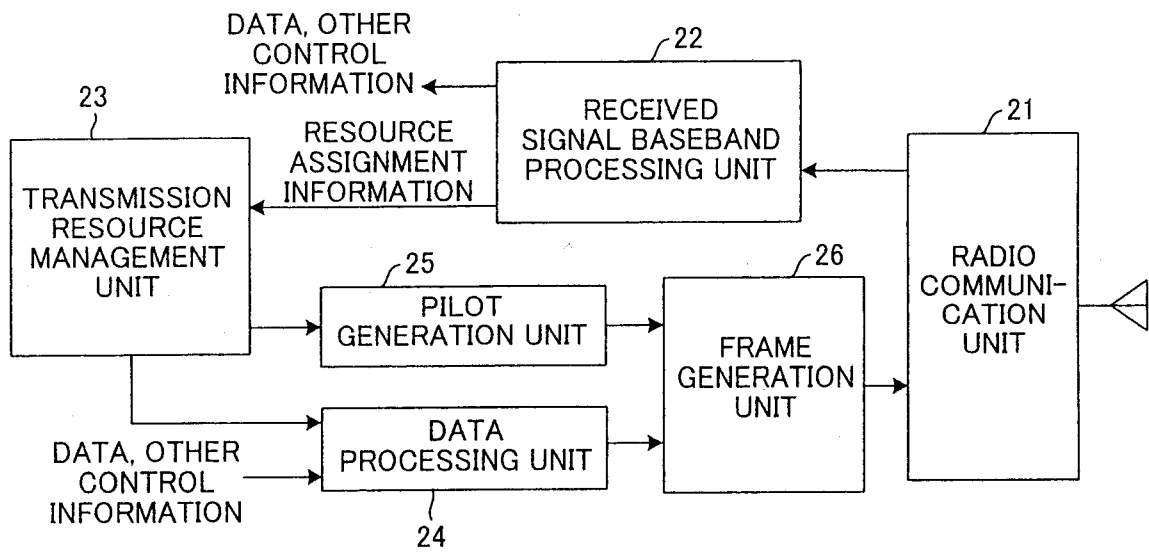 DATA, OTHER
CONTROL
INFORMATION
22
RECEIVED
SIGNAL BASEBAND
PROCESSING UNIT
23
TRANSMISSION
RESOURCE
MANAGEMENT
UNIT
RESOURCE
ASSIGNMENT
INFORMATION
21
RADIO
COMMUNI-
CATION
UNIT
25
PILOT
GENERATION UNIT
26
FRAME
GENERATION
UNIT
DATA, OTHER
CONTROL
INFORMATION
DATA
PROCESSING UNIT
24